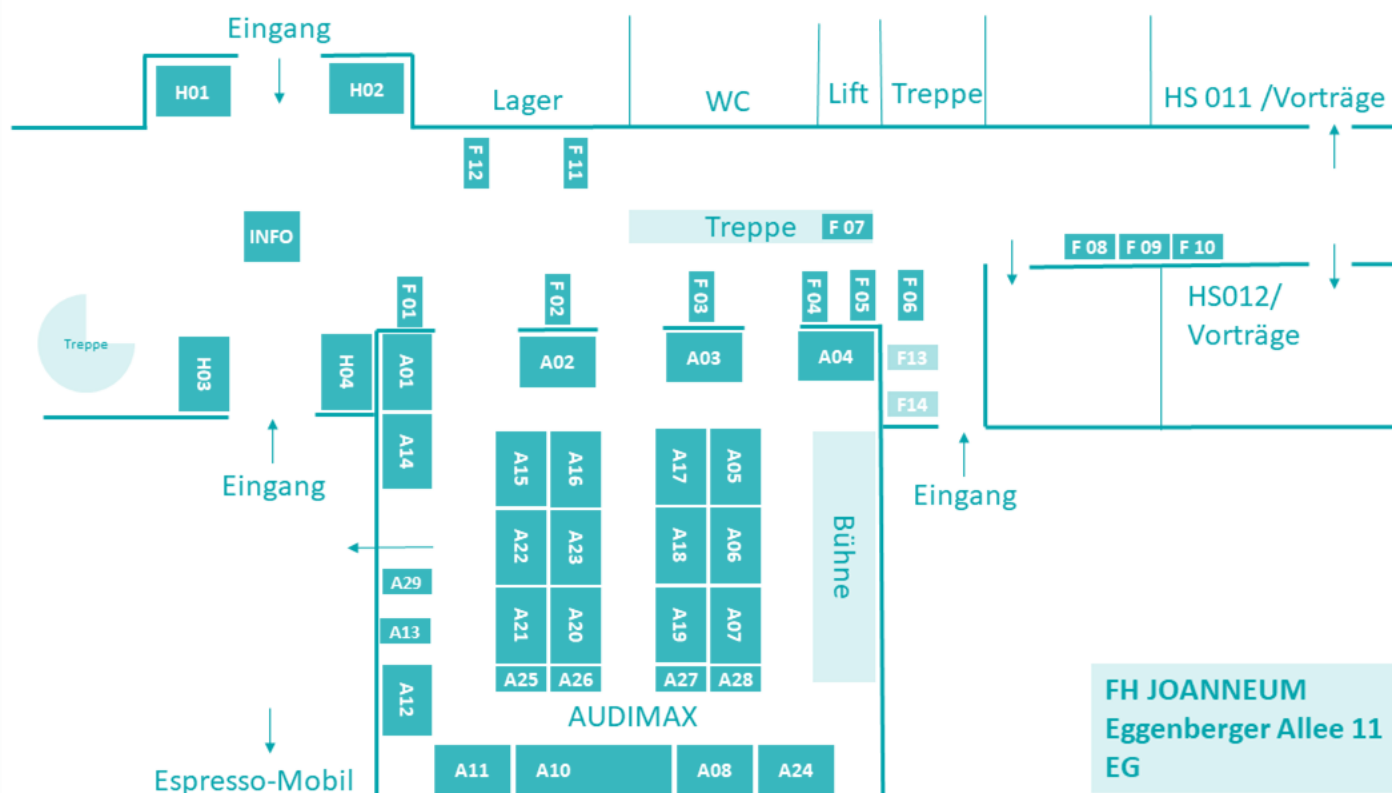 Eingang
H01
H02
Lager
WC
Lift
Treppe
HS 011 /Vorträge
F 12
F 11
INFO
Treppe
F 07
F 08
F 09
F 10
F 01
F 02
F 03
F 04
F 05
F 06
HS012/
Vorträge
Treppe
H03
H04
A01
A02
A03
A04
F13
F14
A14
Eingang
Eingang
A15
A16
A17
A05
Bühne
A22
A23
A18
A06
A29
A13
A21
A20
A19
A07
A12
A25
A26
A27
A28
AUDIMAX
Espresso-Mobil
A11
A10
A08
A24
FH JOANNEUM
Eggenberger Allee 11
EG